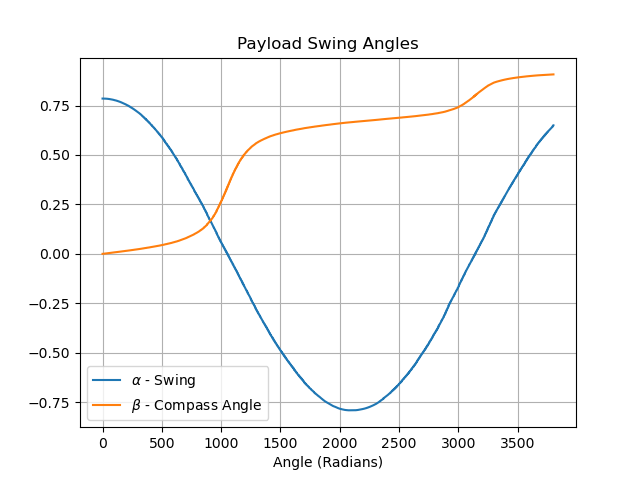 Payload Swing Angles
0.75
0.50
0.25
0.00
−0.25
−0.50
−0.75
α - Swing
β - Compass Angle
0 500 1000 1500 2000 2500 3000 3500
Angle (Radians)